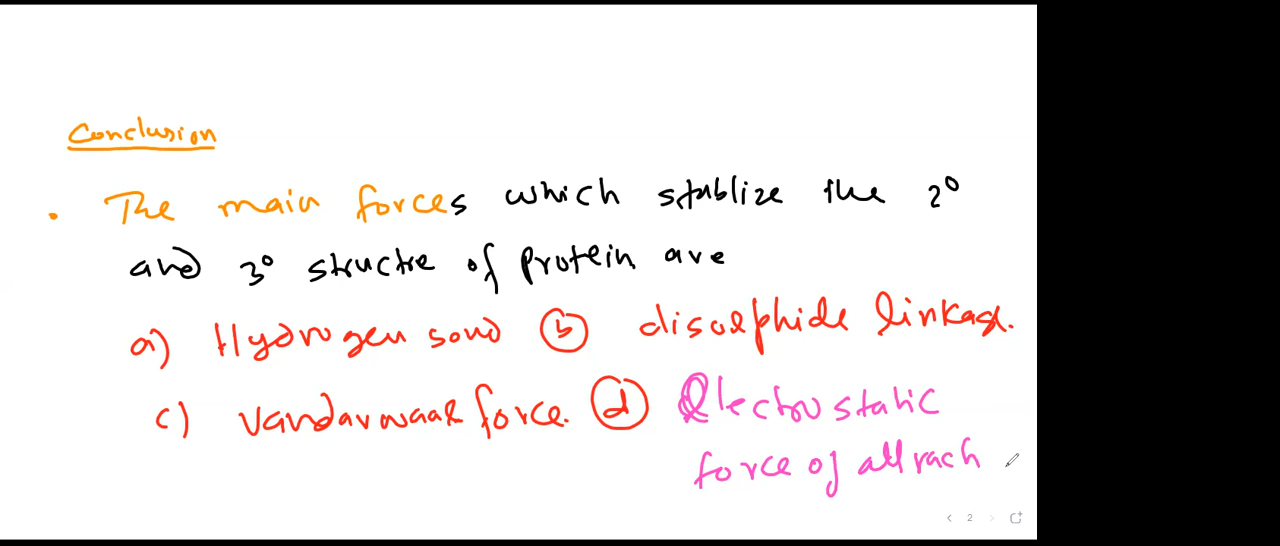 Conclusion
. The main forces which stablize the 2°
and 3° structre of protein are
a) Hydrogen bond (b) disulphide linkage.
c) Vandarwaal force. (d) Electrostatic
force of attrach
2